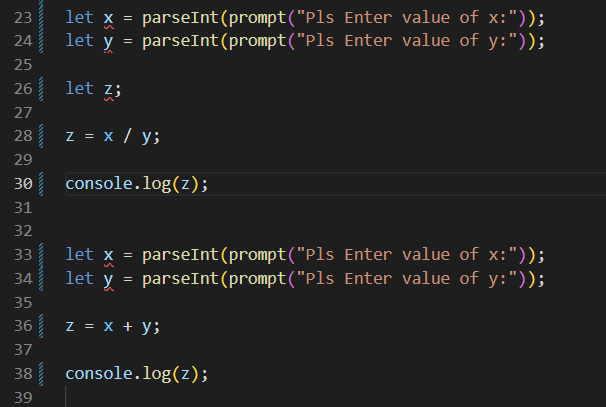 23 let x = parseInt(prompt("Pls Enter value of x:"));
24 let y = parseInt(prompt("Pls Enter value of y:"));
25
26 let z;
27
28 z = x / y;
29
30 console.log(z);
31
32
33 let x = parseInt(prompt("Pls Enter value of x:"));
34 let y = parseInt(prompt("Pls Enter value of y:"));
35
36 z = x + y;
37
38 console.log(z);
39